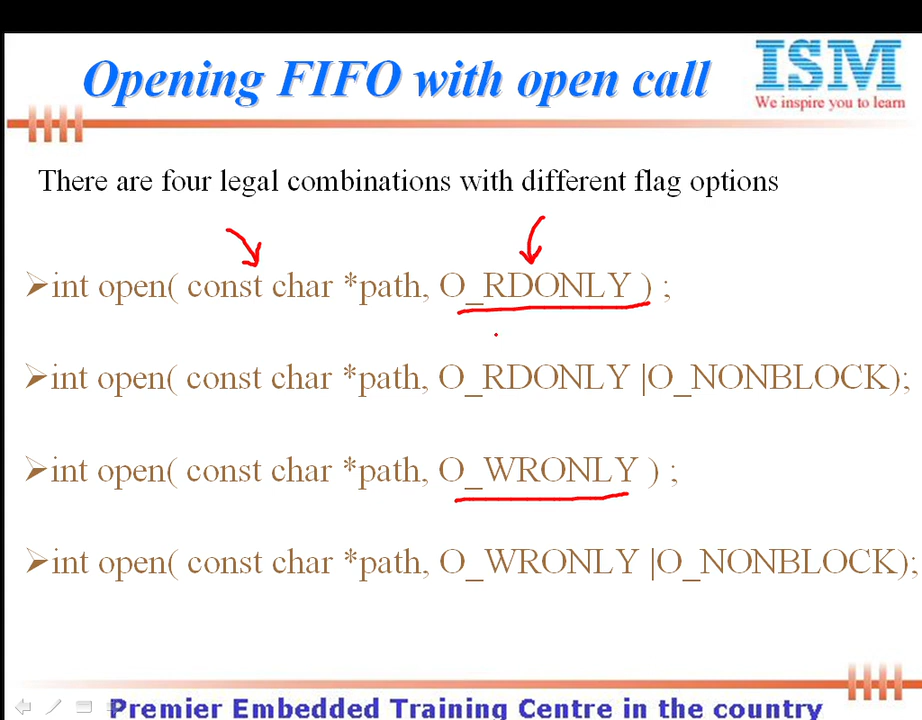 Opening FIFO with open call
ISM
We inspire you to learn
There are four legal combinations with different flag options
➢int open( const char *path, O_RDONLY ) ;
➢int open( const char *path, O_RDONLY |O_NONBLOCK);
➢int open( const char *path, O_WRONLY ) ;
➢int open( const char *path, O_WRONLY |O_NONBLOCK);
Premier Embedded Training Centre in the country